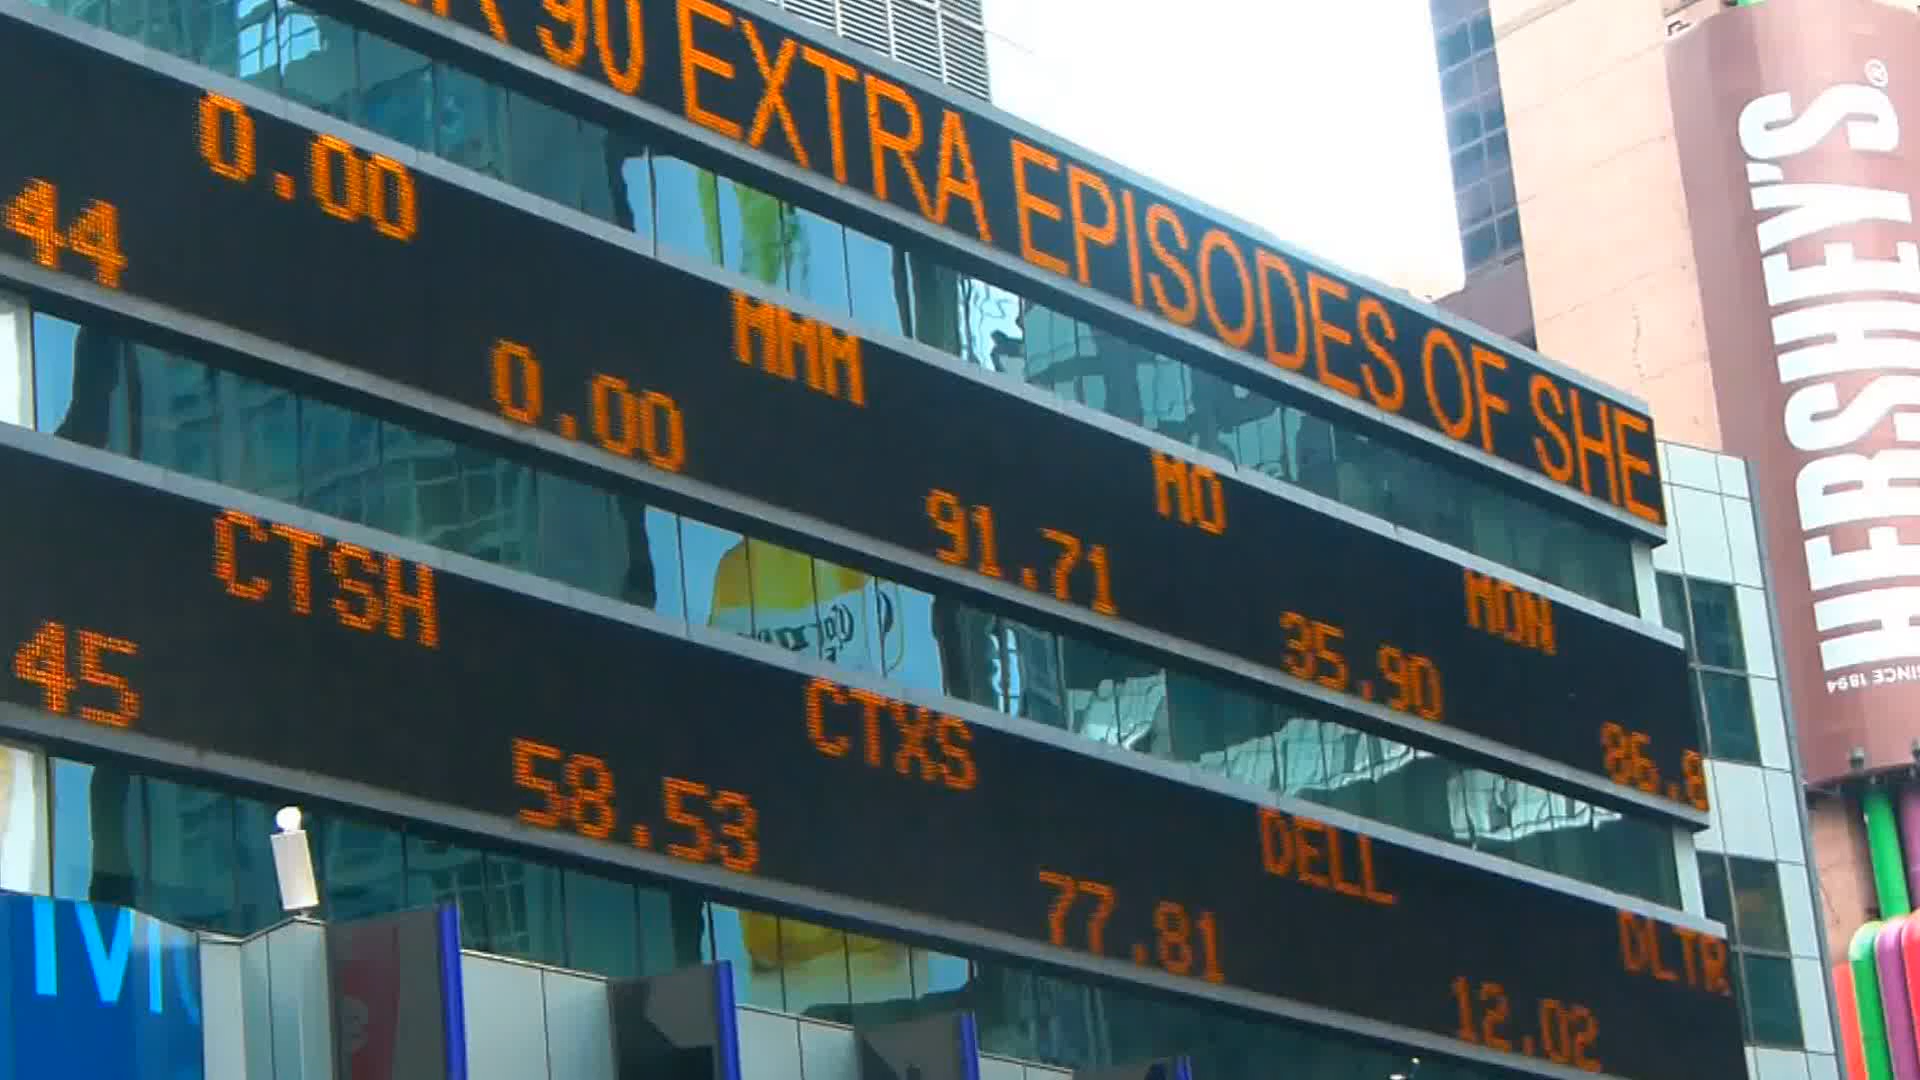 90 EXTRA EPISODES OF SHE
0.00
44
MMM
0.00
MO
91.71
MON
35.90
86.8
CTSH
45
CTXS
58.53
DELL
77.81
DLTR
12.02
HERSHEY'S®
SINCE 1894